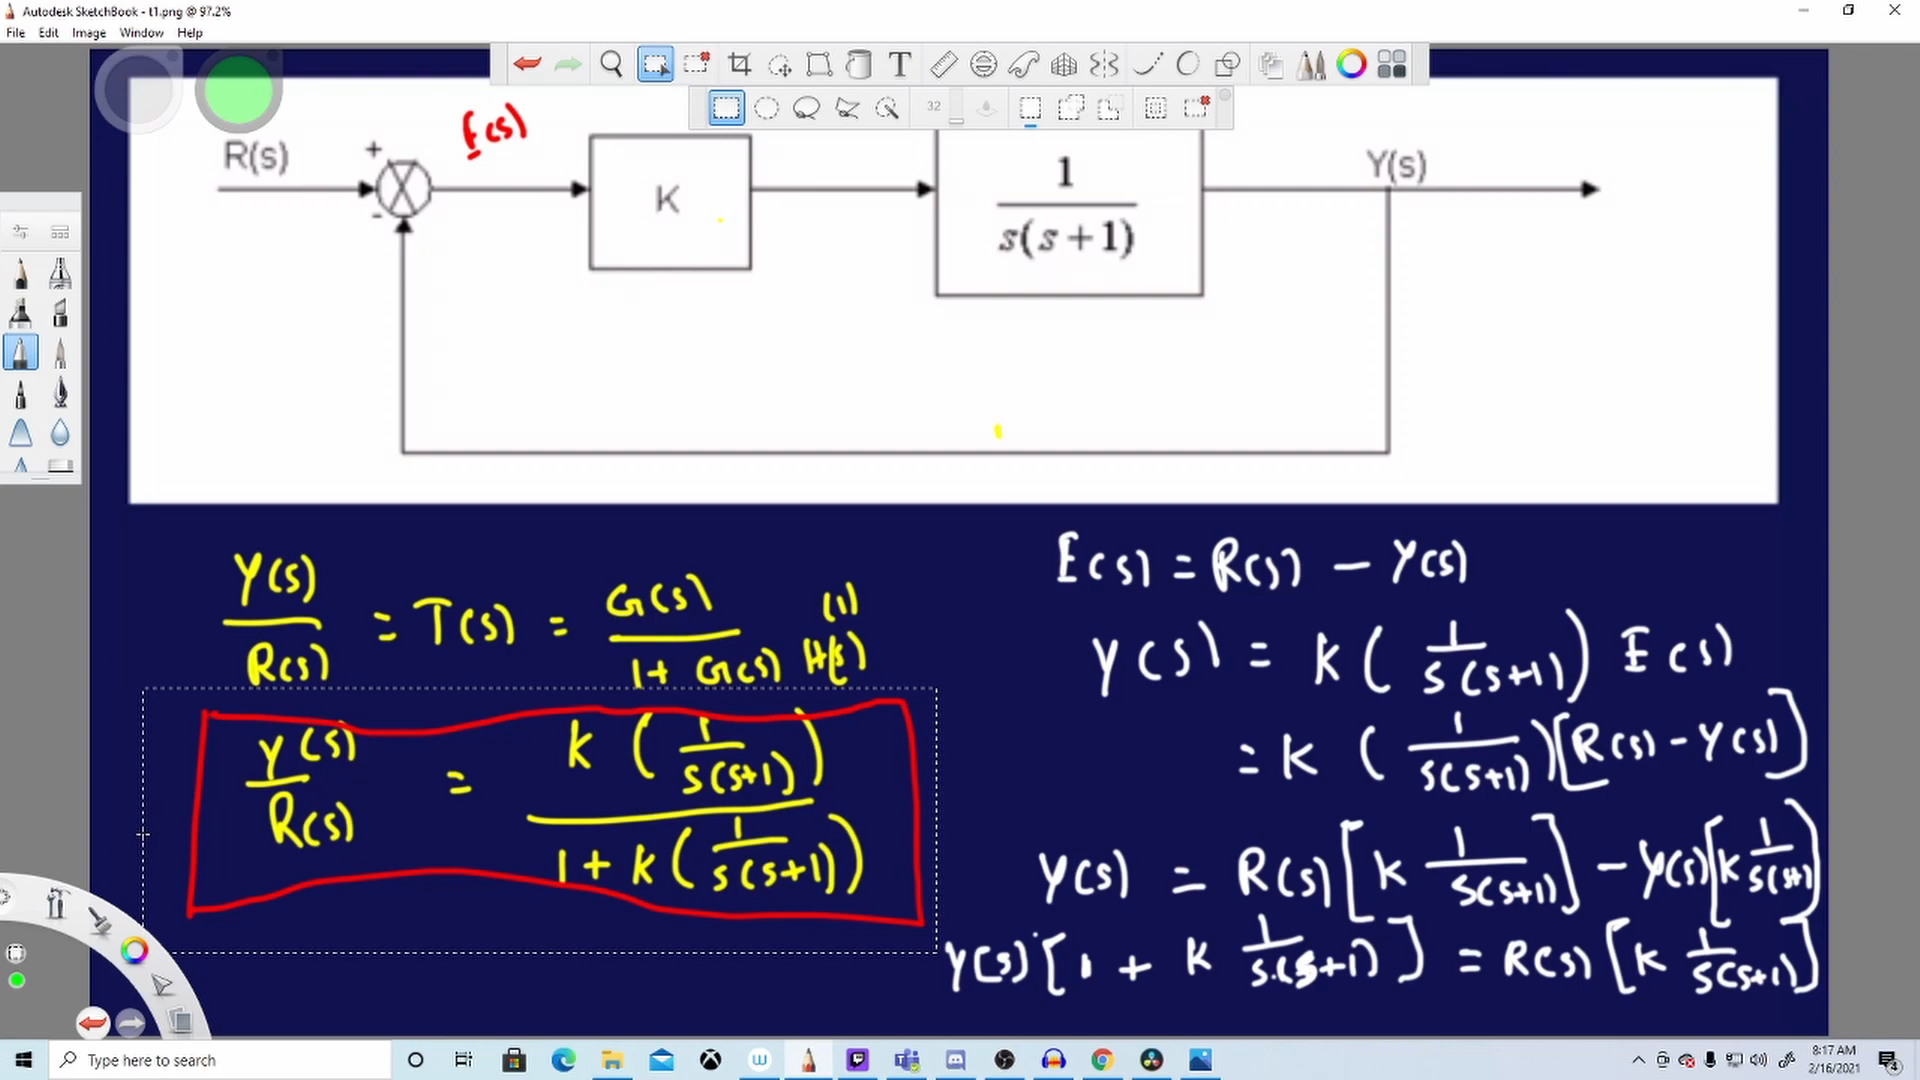 Autodesk SketchBook - t1.png @ 97.2%
File Edit Image Window Help
32
E(s)
R(s) + - K 1/s(s+1) Y(s)
E(s) = R(s) - Y(s)
Y(s)/R(s) = T(s) = G(s)/1 + G(s) H(s) (1)
Y(s) = K (1/s(s+1)) E(s)
= K (1/s(s+1)) [R(s) - Y(s)]
Y(s)/R(s) = K (1/s(s+1)) / 1 + K (1/s(s+1))
Y(s) = R(s) [K 1/s(s+1)] - Y(s) [K 1/s(s+1)]
Y(s) [1 + K 1/s(s+1)] = R(s) [K 1/s(s+1)]
Type here to search
8:17 AM
2/16/2021
4